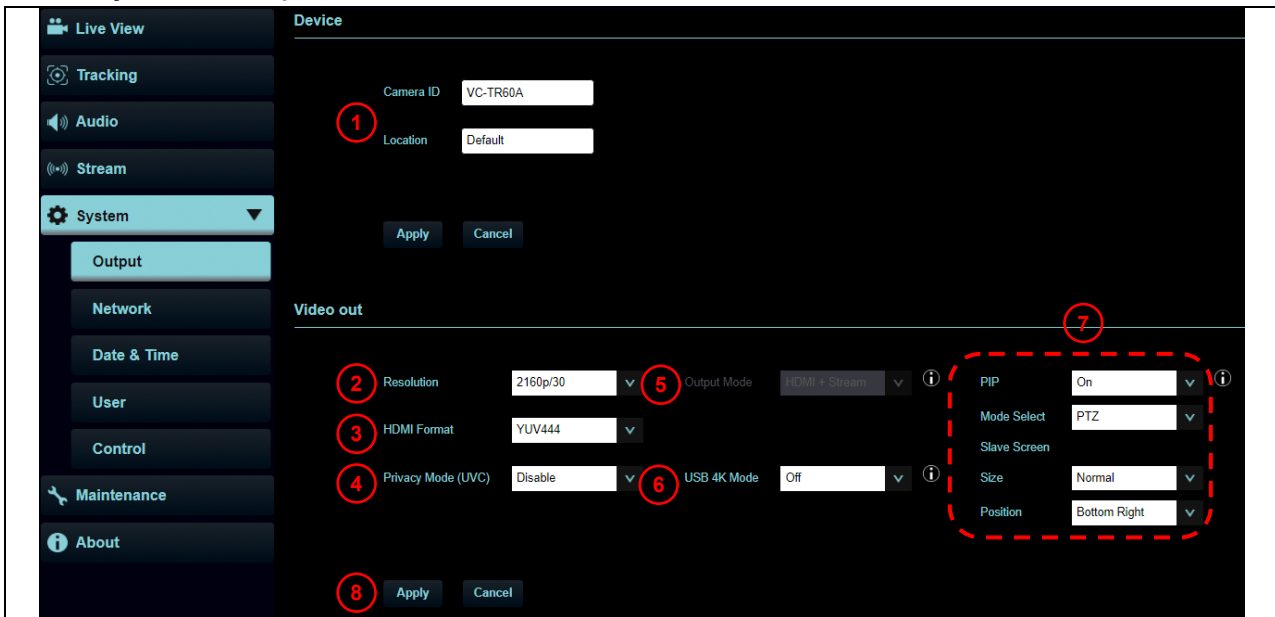 Live View
Tracking
Audio
Stream
System
Output
Network
Date & Time
User
Control
Maintenance
About
Device
Camera ID VC-TR60A
1
Location Default
Apply Cancel
Video out
7
2 Resolution 2160p/30 5 Output Mode HDMI + Stream PIP On
Mode Select PTZ
3 HDMI Format YUV444
Slave Screen
4 Privacy Mode (UVC) Disable 6 USB 4K Mode Off Size Normal
Position Bottom Right
8 Apply Cancel